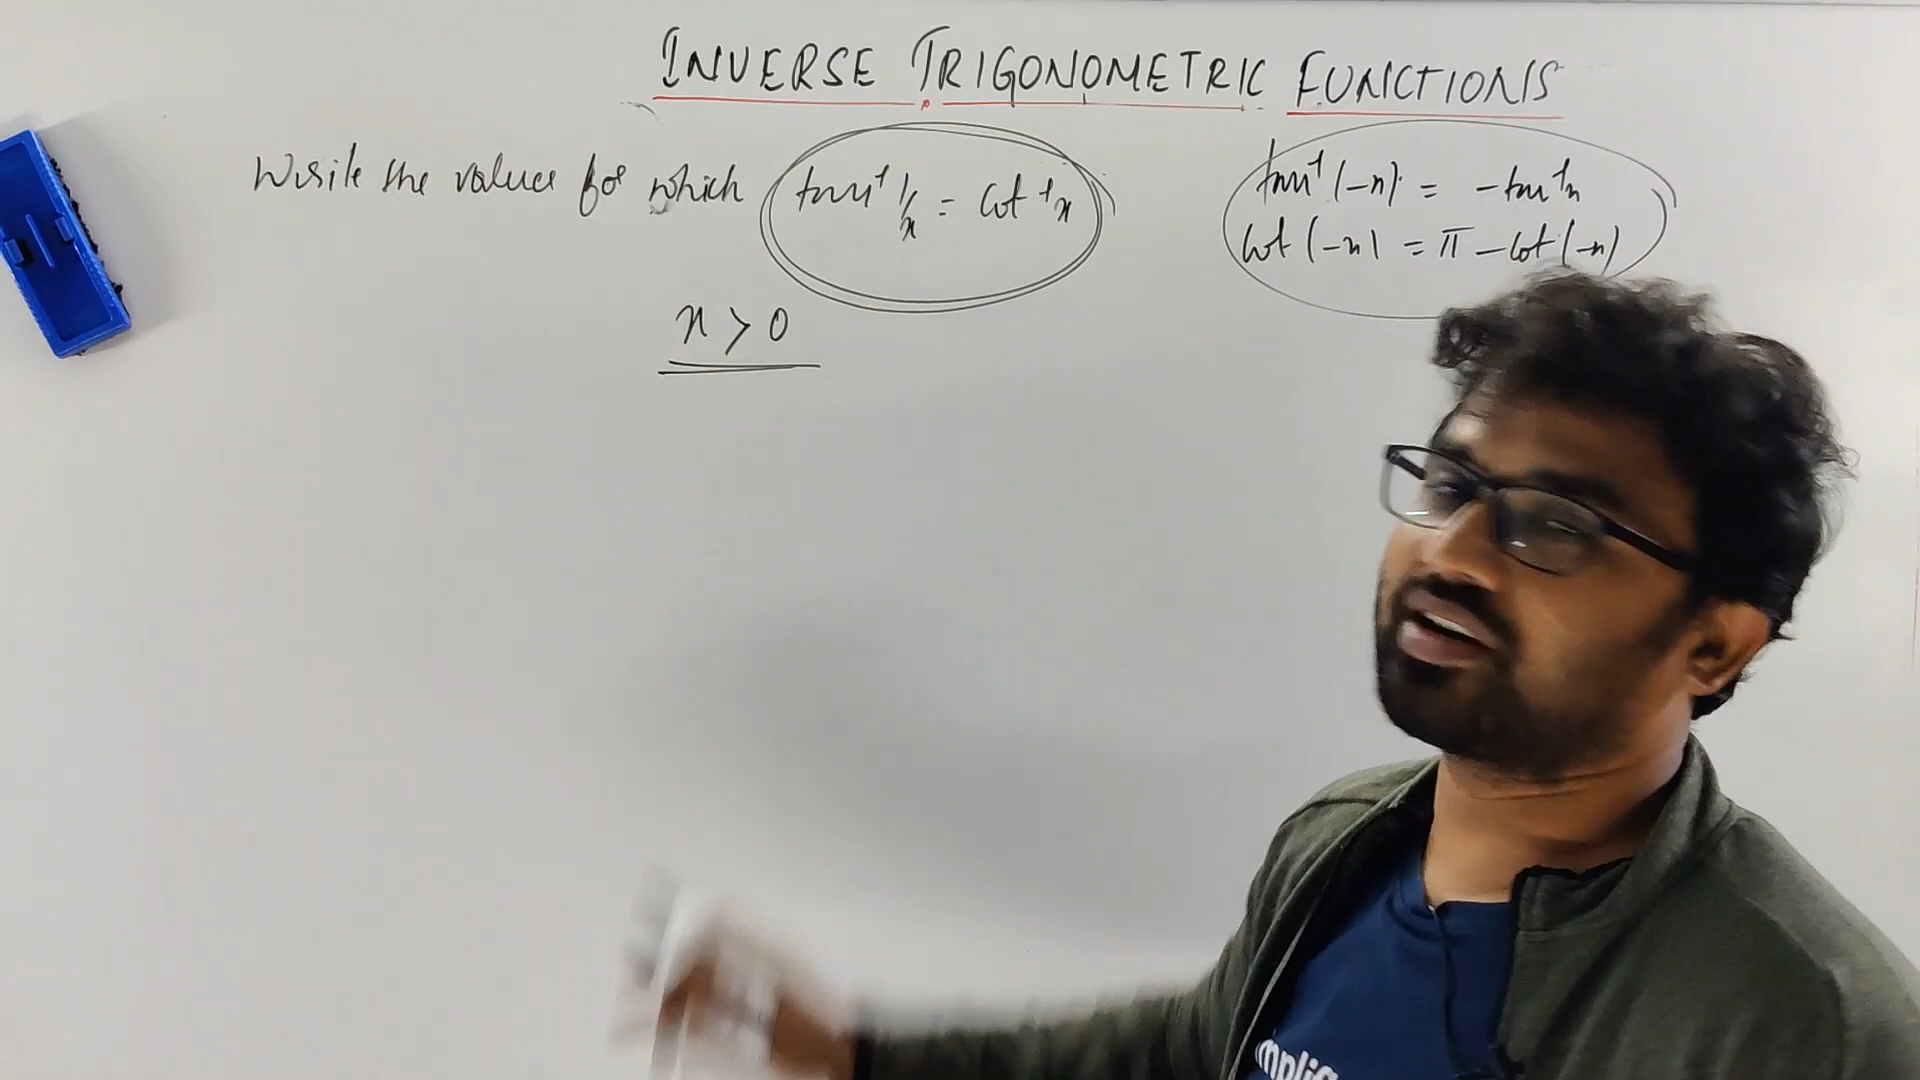 INVERSE TRIGONOMETRIC FUNCTIONS
Write the values for which tan⁻¹ 1/x = cot⁻¹x
tan⁻¹(-x) = -tan⁻¹x
cot(-x) = π - cot(-x)
x > 0
mplif